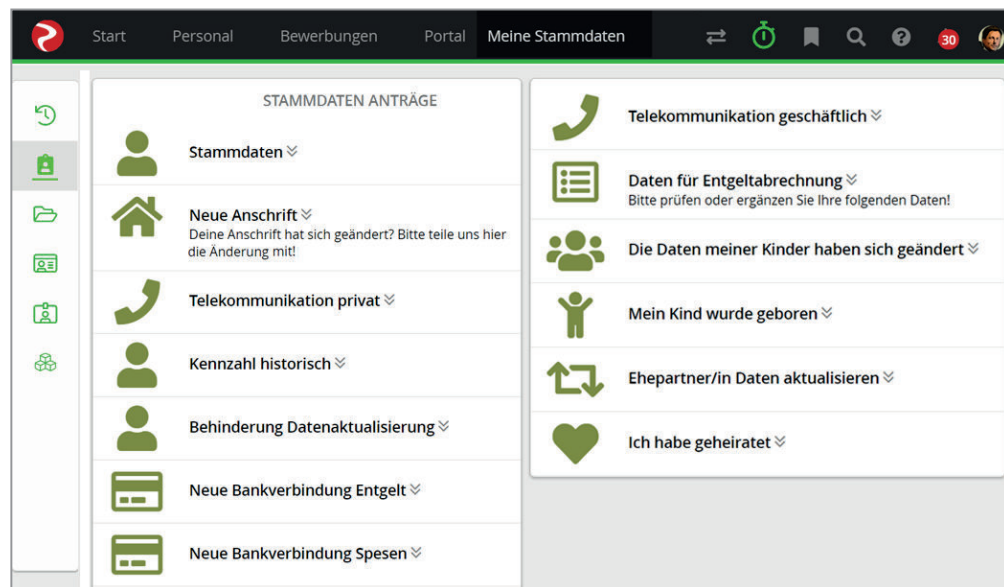 Start Personal Bewerbungen Portal Meine Stammdaten 30
STAMMDATEN ANTRÄGE
Stammdaten
Neue Anschrift
Deine Anschrift hat sich geändert? Bitte teile uns hier
die Änderung mit!
Telekommunikation privat
Kennzahl historisch
Behinderung Datenaktualisierung
Neue Bankverbindung Entgelt
Neue Bankverbindung Spesen
Telekommunikation geschäftlich
Daten für Entgeltabrechnung
Bitte prüfen oder ergänzen Sie Ihre folgenden Daten!
Die Daten meiner Kinder haben sich geändert
Mein Kind wurde geboren
Ehepartner/in Daten aktualisieren
Ich habe geheiratet